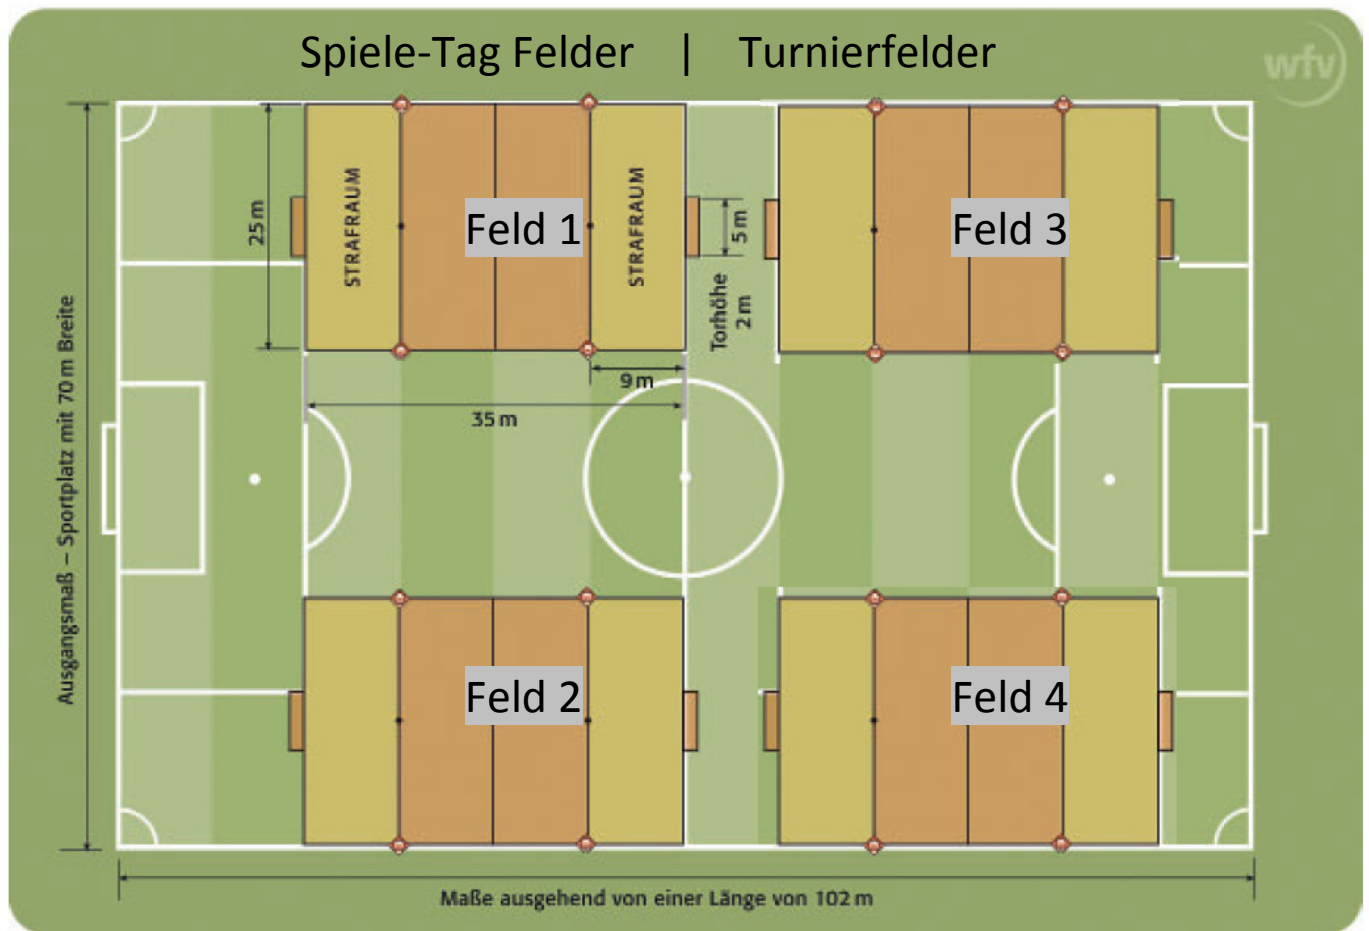 Spiele-Tag Felder | Turnierfelder
wfv
STRAFRAUM
STRAFRAUM
25 m
Feld 1
5 m
Feld 3
Torhöhe
2 m
9 m
35 m
Ausgangsmaß – Sportplatz mit 70 m Breite
Feld 2
Feld 4
Maße ausgehend von einer Länge von 102 m